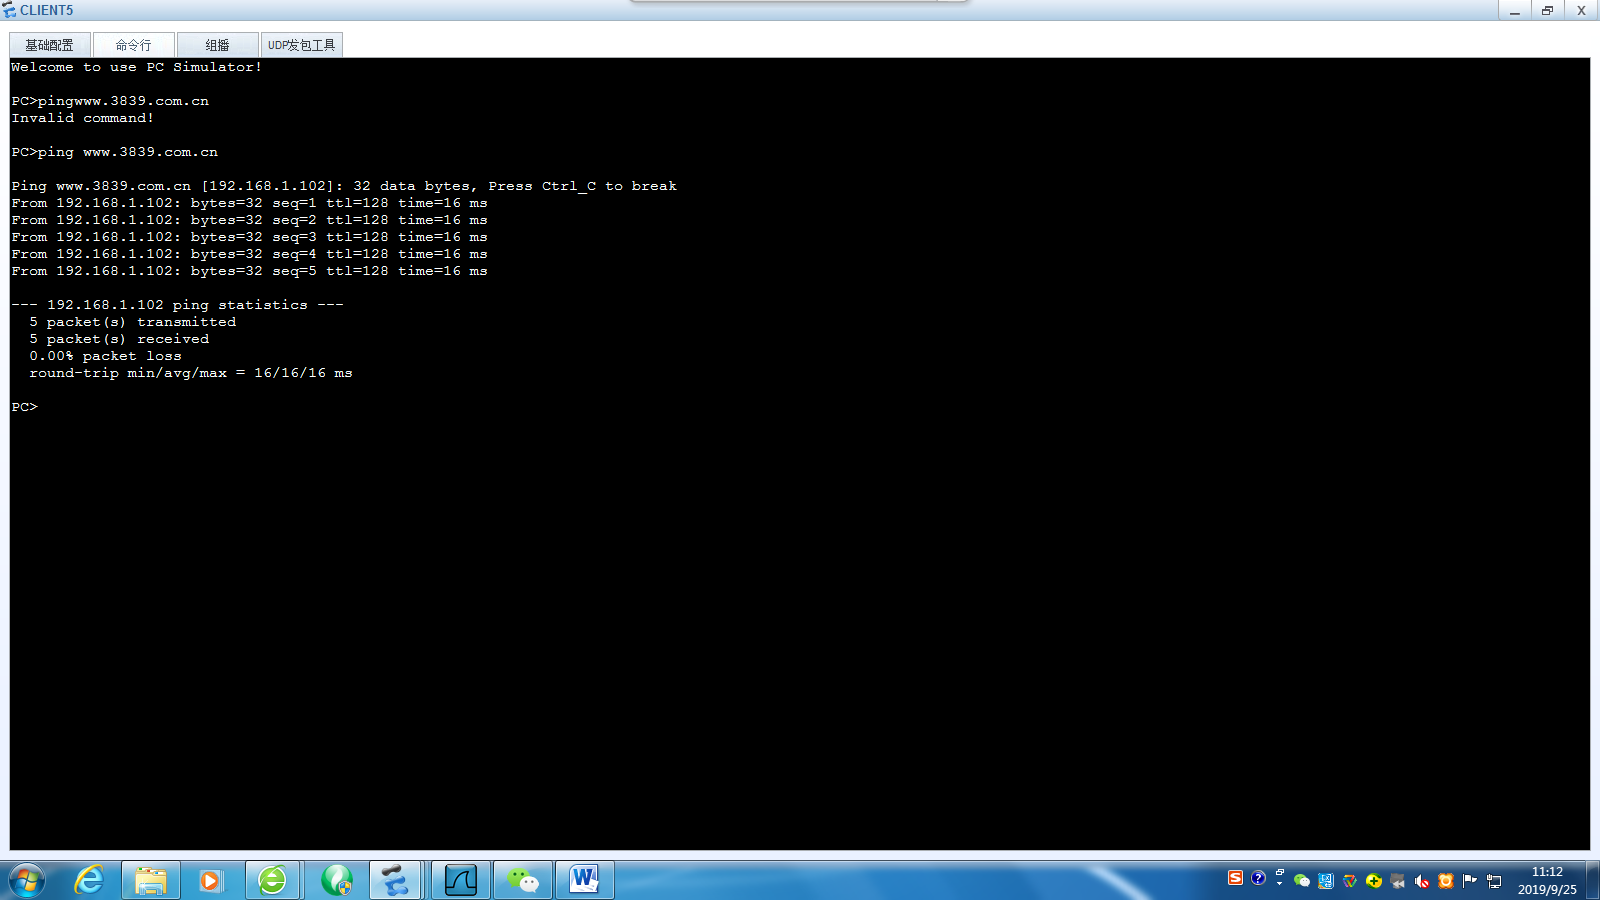 CLIENT5
基础配置 命令行 组播 UDP发包工具
Welcome to use PC Simulator!
PC>pingwww.3839.com.cn
Invalid command!
PC>ping www.3839.com.cn
Ping www.3839.com.cn [192.168.1.102]: 32 data bytes, Press Ctrl_C to break
From 192.168.1.102: bytes=32 seq=1 ttl=128 time=16 ms
From 192.168.1.102: bytes=32 seq=2 ttl=128 time=16 ms
From 192.168.1.102: bytes=32 seq=3 ttl=128 time=16 ms
From 192.168.1.102: bytes=32 seq=4 ttl=128 time=16 ms
From 192.168.1.102: bytes=32 seq=5 ttl=128 time=16 ms
--- 192.168.1.102 ping statistics ---
5 packet(s) transmitted
5 packet(s) received
0.00% packet loss
round-trip min/avg/max = 16/16/16 ms
PC>
11:12
2019/9/25